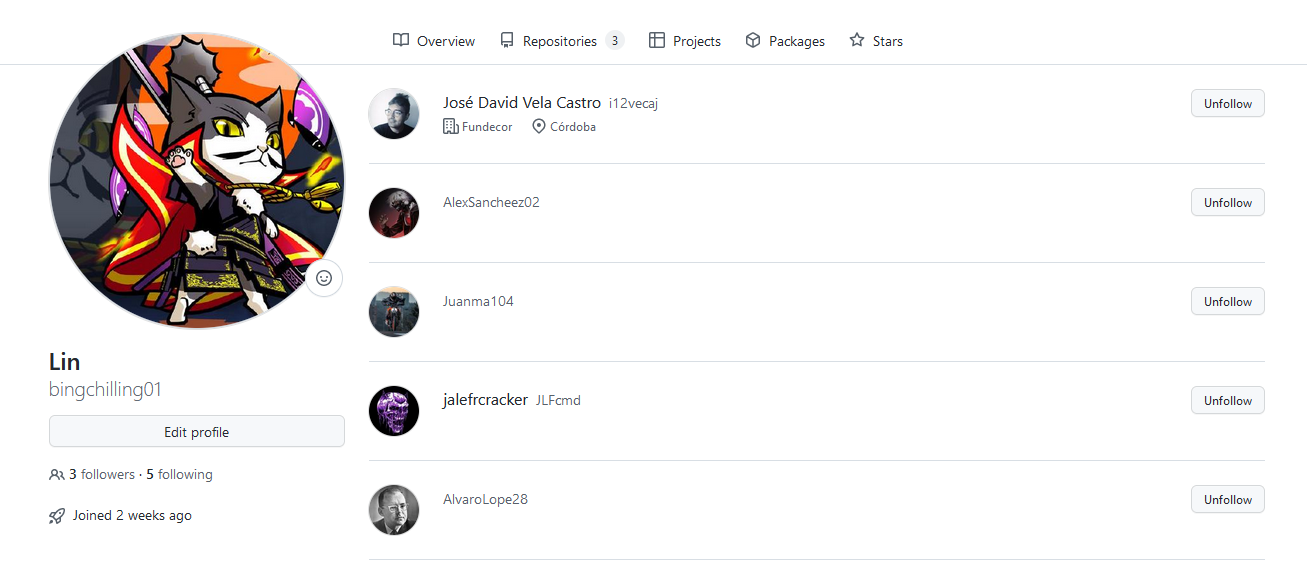 Overview Repositories 3 Projects Packages Stars
José David Vela Castro i12vecaj Unfollow
Fundecor Córdoba
AlexSancheez02 Unfollow
Juanma104 Unfollow
Lin
bingchilling01
Edit profile
3 followers · 5 following
Joined 2 weeks ago
jalefrcracker JLFcmd Unfollow
AlvaroLope28 Unfollow